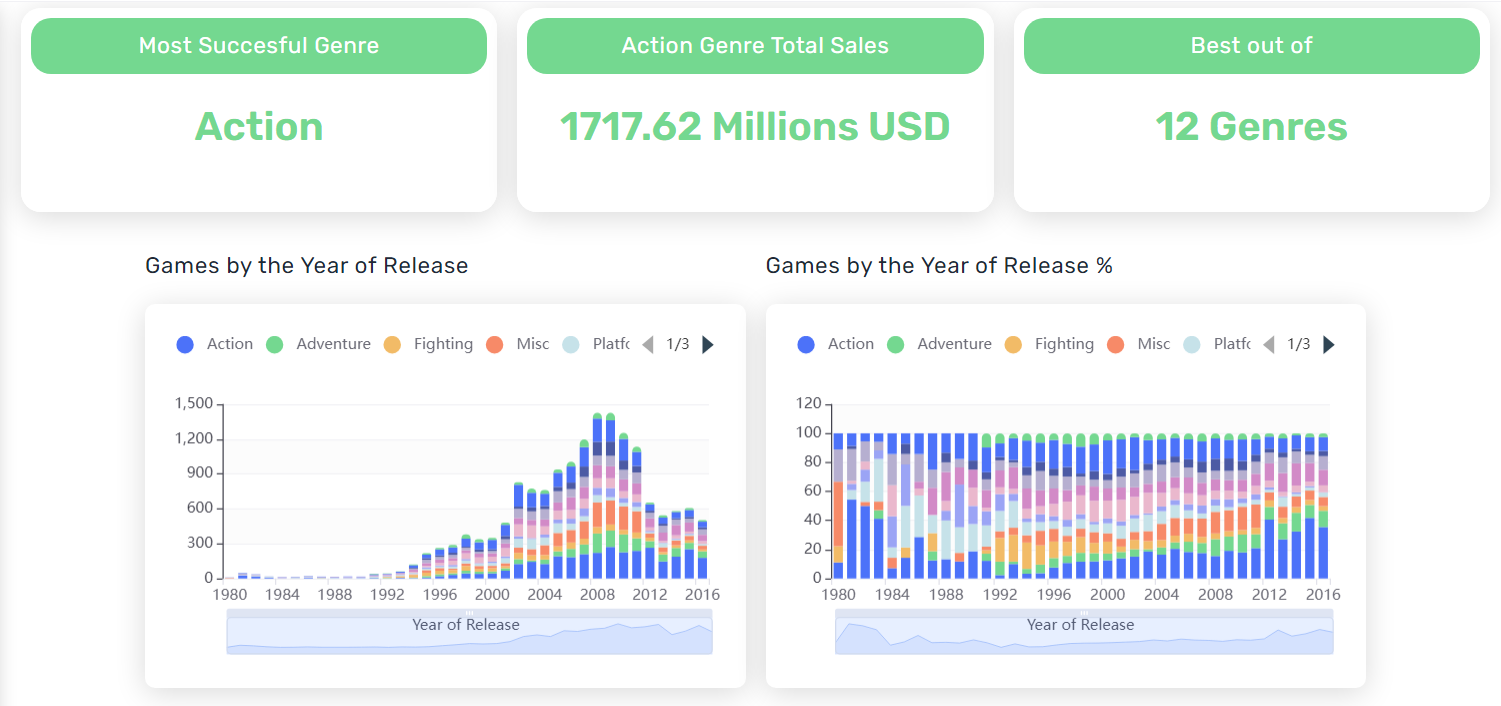 Most Succesful Genre
Action
Action Genre Total Sales
1717.62 Millions USD
Best out of
12 Genres
Games by the Year of Release
Action Adventure Fighting Misc Platfc 1/3
1,500
1,200
900
600
300
0
1980 1984 1988 1992 1996 2000 2004 2008 2012 2016
Year of Release
Games by the Year of Release %
Action Adventure Fighting Misc Platfc 1/3
120
100
80
60
40
20
0
1980 1984 1988 1992 1996 2000 2004 2008 2012 2016
Year of Release